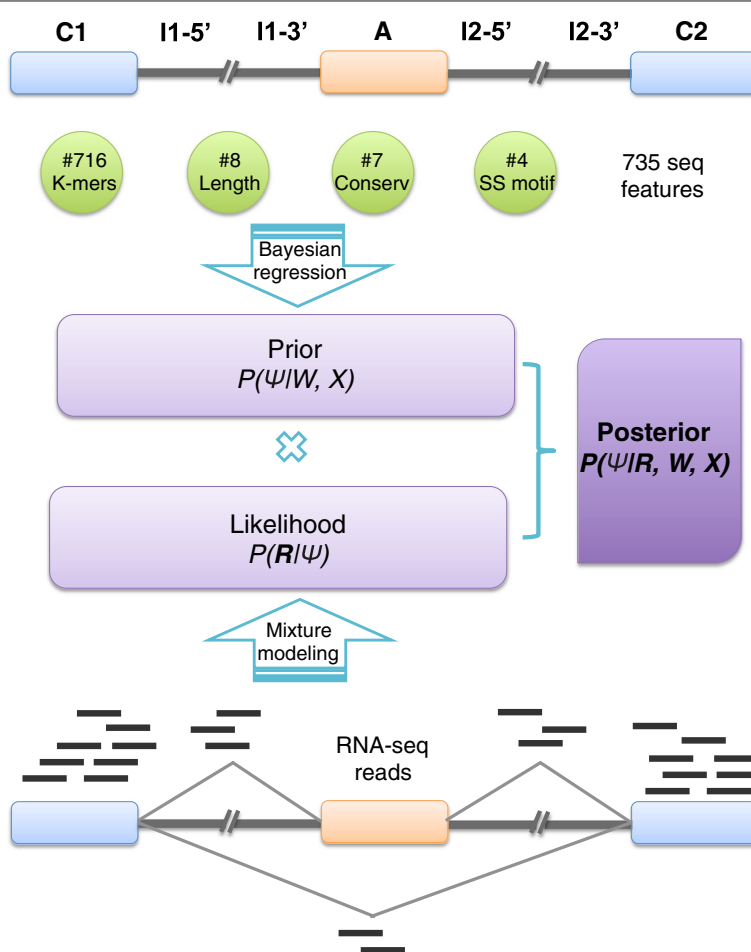 C1 I1-5’ I1-3’ A I2-5’ I2-3’ C2
#716
K-mers
#8
Length
#7
Conserv
#4
SS motif
735 seq
features
Bayesian
regression
Prior
P(Ψ|W, X)
Posterior
P(Ψ|R, W, X)
Likelihood
P(R|Ψ)
Mixture
modeling
RNA-seq
reads